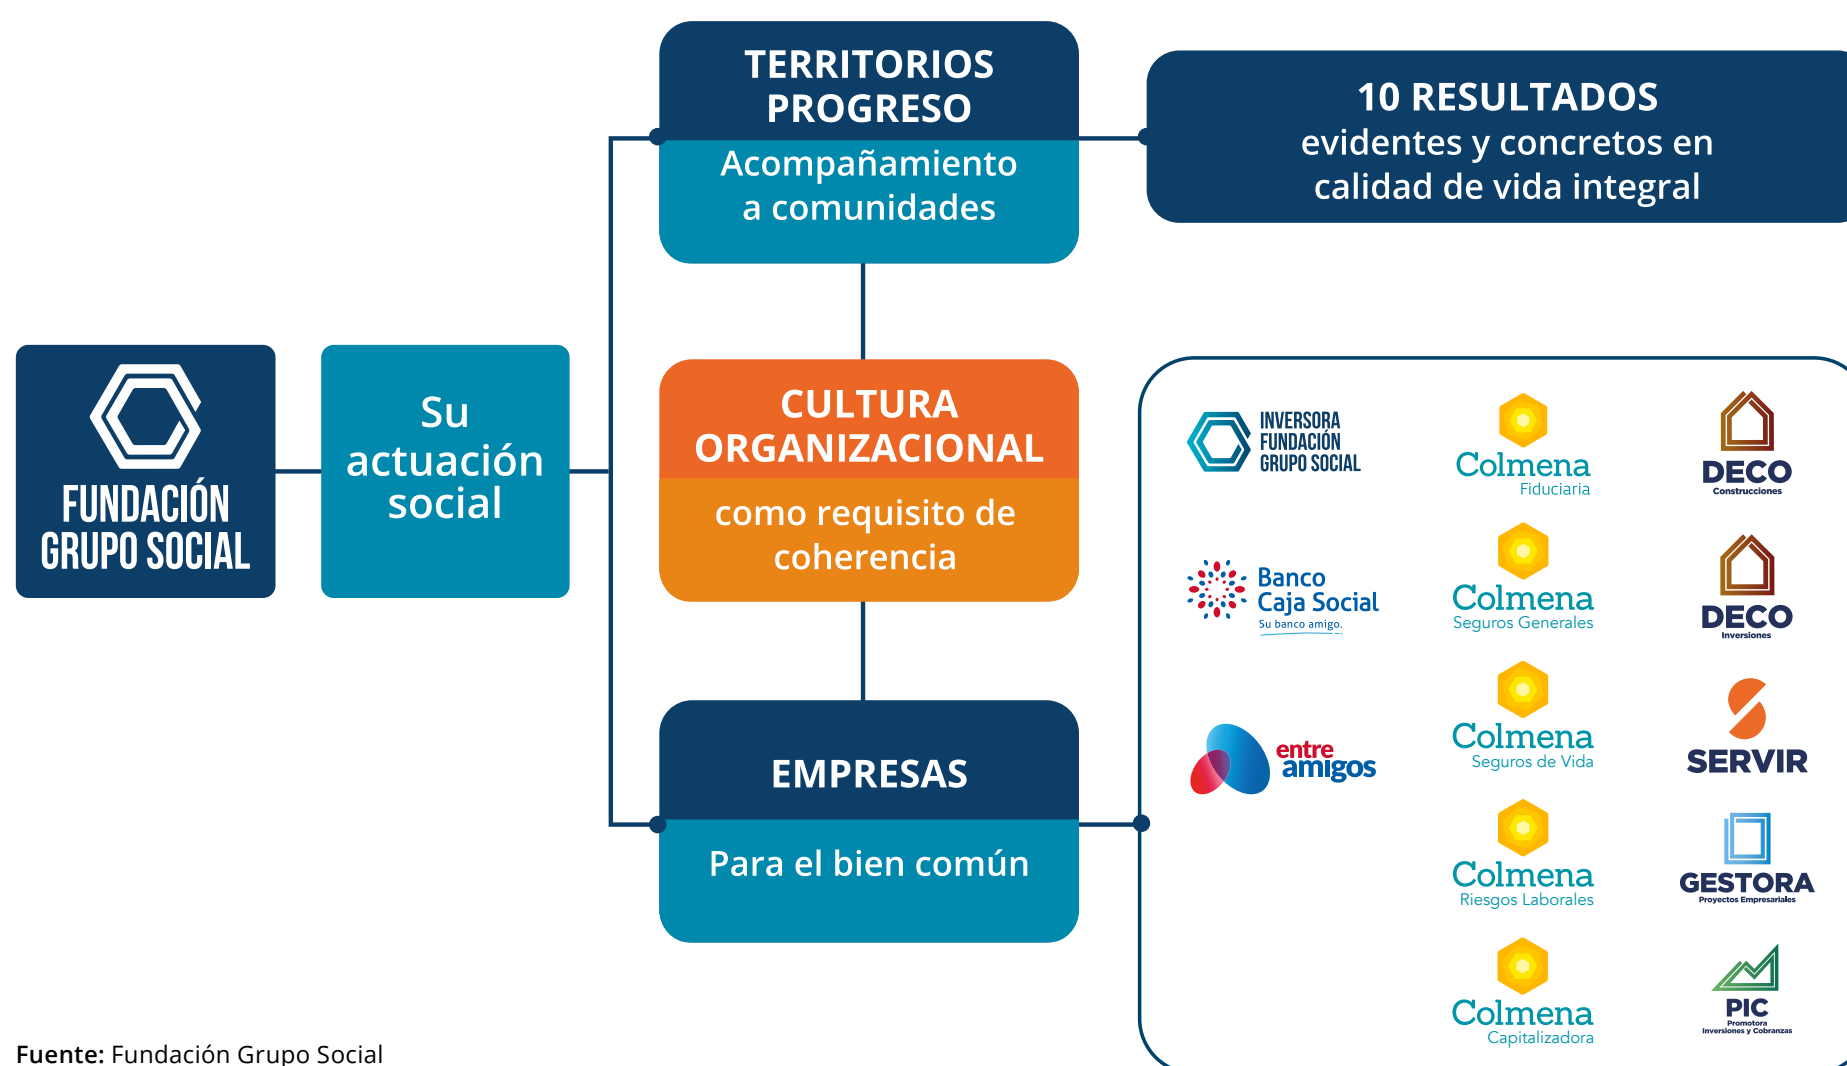 TERRITORIOS
PROGRESO
Acompañamiento
a comunidades
10 RESULTADOS
evidentes y concretos en
calidad de vida integral
FUNDACIÓN
GRUPO SOCIAL
Su
actuación
social
CULTURA
ORGANIZACIONAL
como requisito de
coherencia
EMPRESAS
Para el bien común
INVERSORA
FUNDACIÓN
GRUPO SOCIAL
Banco
Caja Social
Su banco amigo.
entre
amigos
Colmena
Fiduciaria
Colmena
Seguros Generales
Colmena
Seguros de Vida
Colmena
Riesgos Laborales
Colmena
Capitalizadora
DECO
Construcciones
DECO
Inversiones
SERVIR
GESTORA
Proyectos Empresariales
PIC
Promotora
Inversiones y Cobranzas
Fuente: Fundación Grupo Social